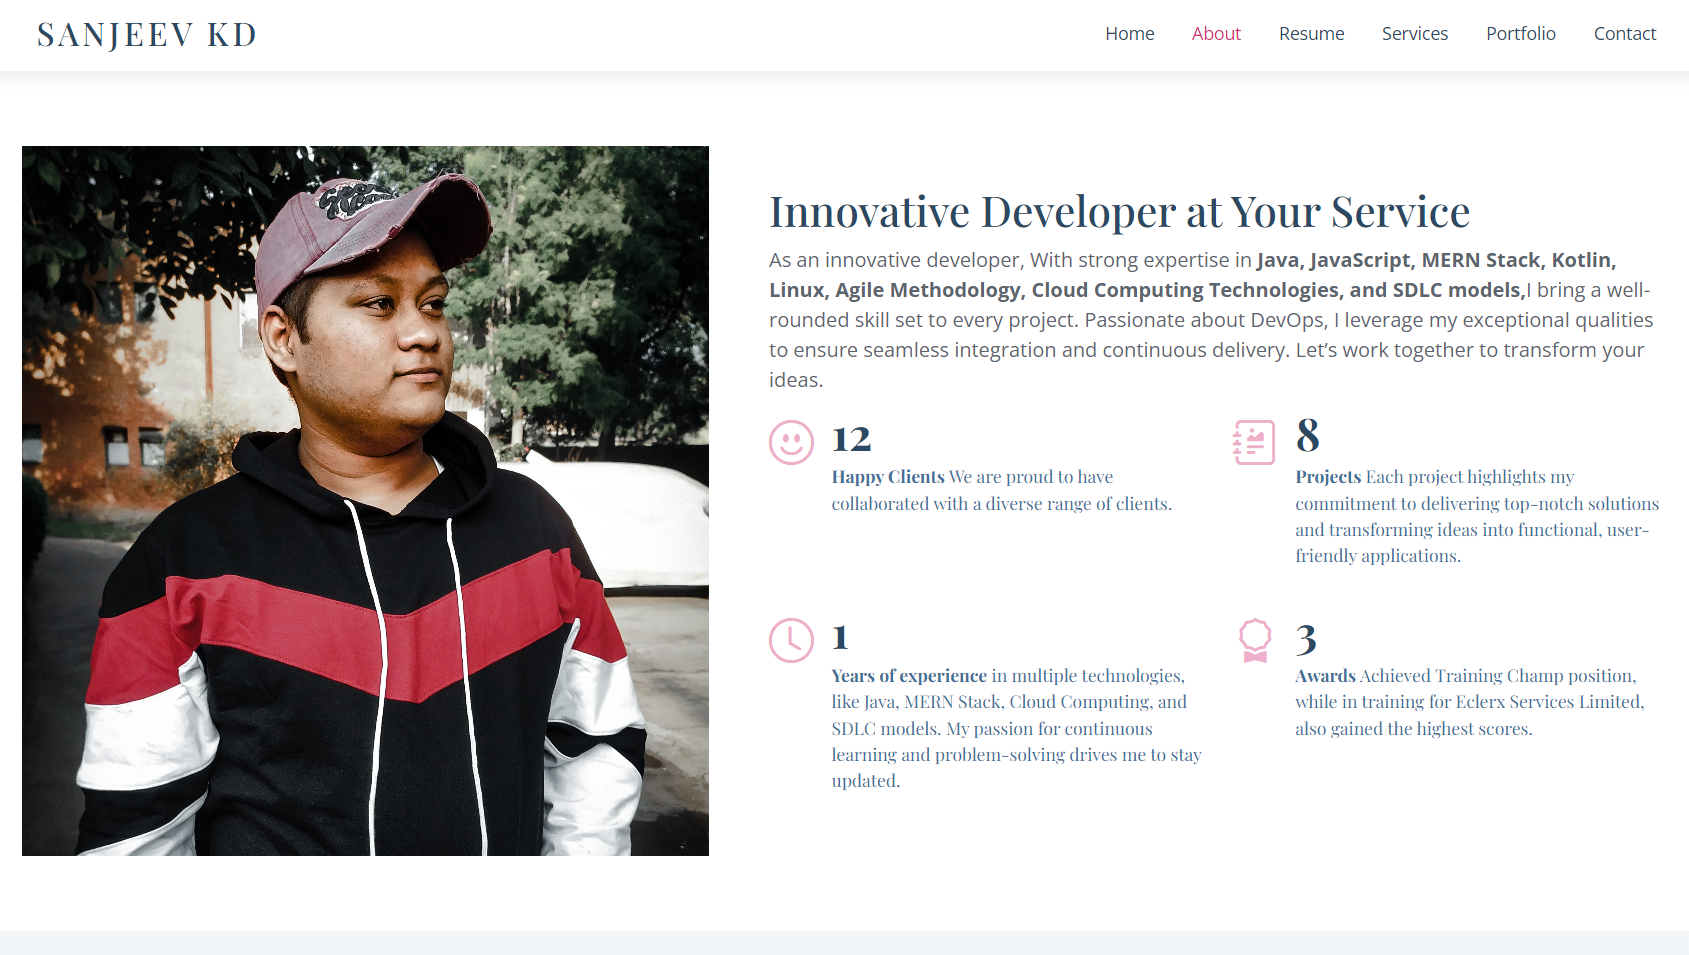 SANJEEV KD
Home About Resume Services Portfolio Contact
Innovative Developer at Your Service
As an innovative developer, With strong expertise in Java, JavaScript, MERN Stack, Kotlin,
Linux, Agile Methodology, Cloud Computing Technologies, and SDLC models,I bring a well-
rounded skill set to every project. Passionate about DevOps, I leverage my exceptional qualities
to ensure seamless integration and continuous delivery. Let’s work together to transform your
ideas.
12
Happy Clients We are proud to have
collaborated with a diverse range of clients.
8
Projects Each project highlights my
commitment to delivering top-notch solutions
and transforming ideas into functional, user-
friendly applications.
1
Years of experience in multiple technologies,
like Java, MERN Stack, Cloud Computing, and
SDLC models. My passion for continuous
learning and problem-solving drives me to stay
updated.
3
Awards Achieved Training Champ position,
while in training for Eclerx Services Limited,
also gained the highest scores.